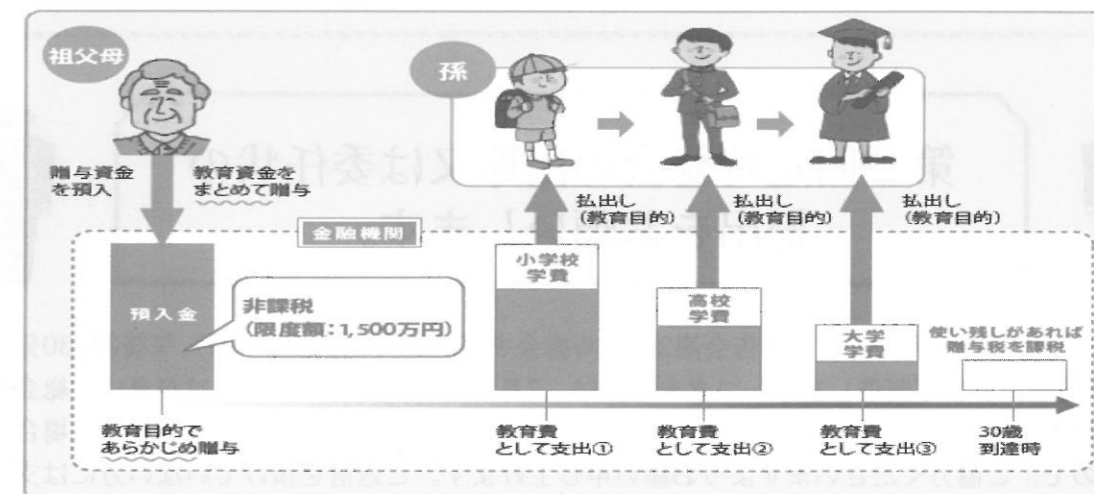 祖父母
孫
贈与資金
を預入
教育資金を
まとめて贈与
払出し
(教育目的)
払出し
(教育目的)
払出し
(教育目的)
金融機関
預入金
非課税
(限度額:1,500万円)
小学校
学費
高校
学費
大学
学費
使い残しがあれば
贈与税を課税
教育目的で
あらかじめ贈与
教育費
として支出①
教育費
として支出②
教育費
として支出③
30歳
到達時